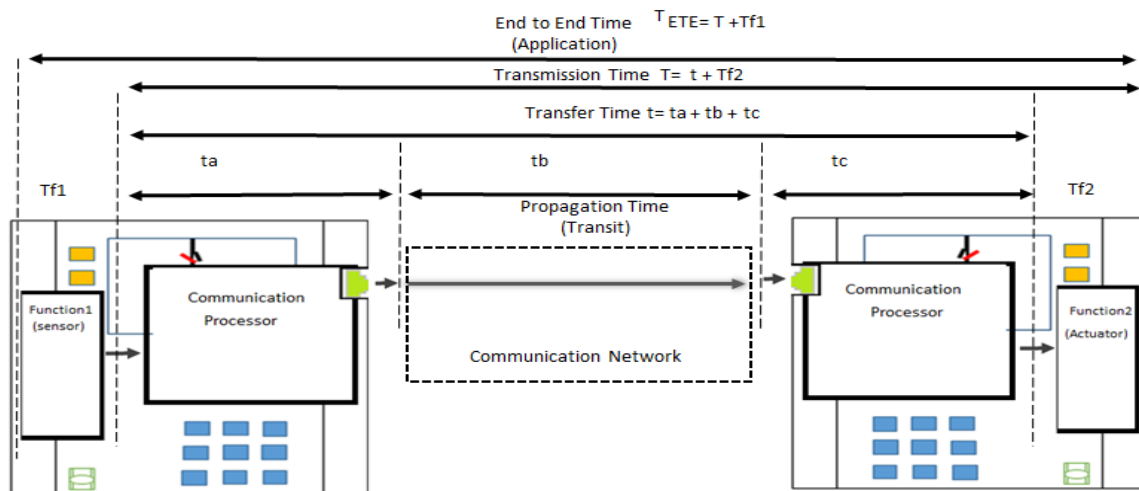 End to End Time T ETE= T +Tf1
(Application)
Transmission Time T= t + Tf2
Transfer Time t= ta + tb + tc
ta
tb
tc
Tf1
Tf2
Propagation Time
(Transit)
Function1
(sensor)
Communication
Processor
Communication Network
Communication
Processor
Function2
(Actuator)